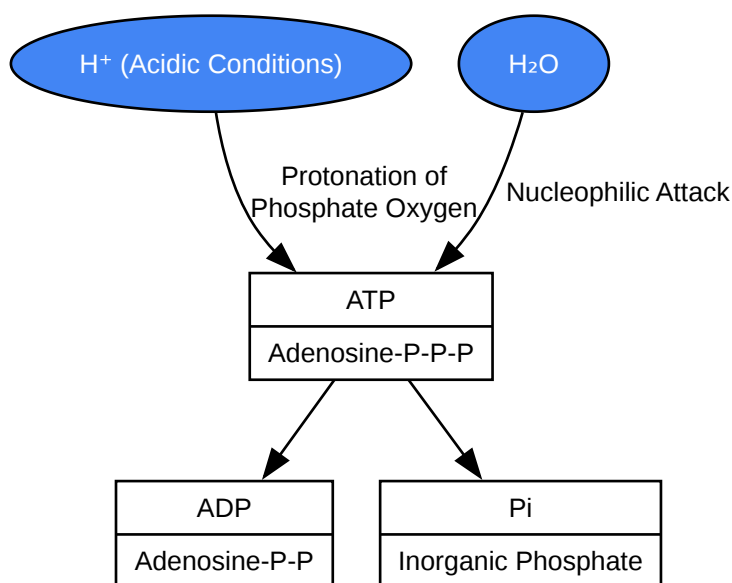 H⁺ (Acidic Conditions)
H₂O
Protonation of
Phosphate Oxygen
Nucleophilic Attack
ATP
Adenosine-P-P-P
ADP
Adenosine-P-P
Pi
Inorganic Phosphate